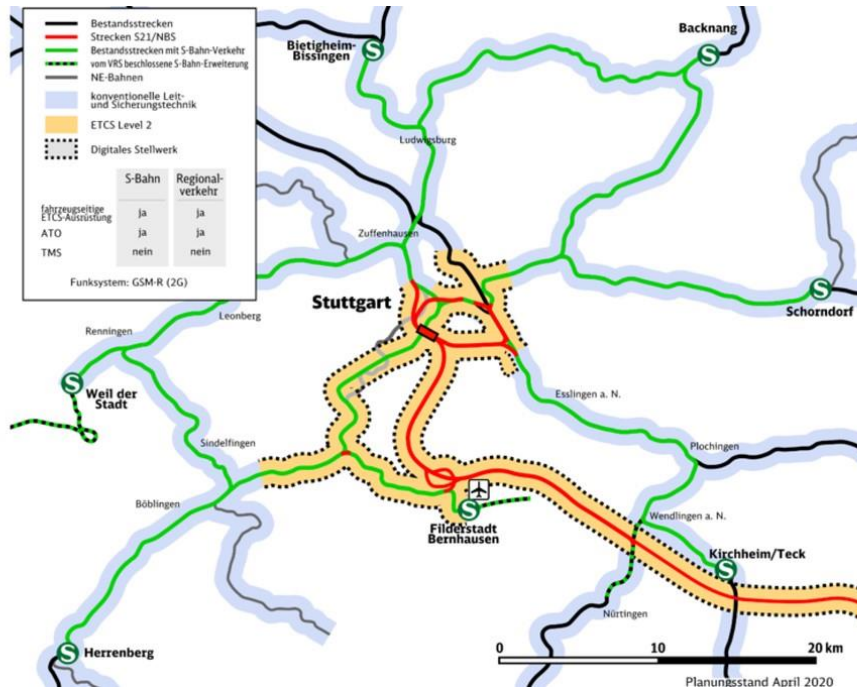 Bestandsstrecken
Strecken S21/NBS
Bestandsstrecken mit S-Bahn-Verkehr
vom VRS beschlossene S-Bahn-Erweiterung
NE-Bahnen
konventionelle Leit-
und Sicherungstechnik
ETCS Level 2
Digitales Stellwerk
S-Bahn
Regional-
verkehr
fahrzeugseitige
ETCS-Ausrüstung
ja
ja
ATO
ja
ja
TMS
nein
nein
Funksystem: GSM-R (2G)
Bietigheim-
Bissingen
S
Backnang
S
Ludwigsburg
Zuffenhausen
Stuttgart
Leonberg
Renningen
S
Weil der
Stadt
S
Schorndorf
Esslingen a. N.
Plochingen
Sindelfingen
Böblingen
S
Filderstadt
Bernhausen
Wendlingen a. N.
Kirchheim/Teck
S
Nürtingen
S
Herrenberg
0
10
20 km
Planungsstand April 2020